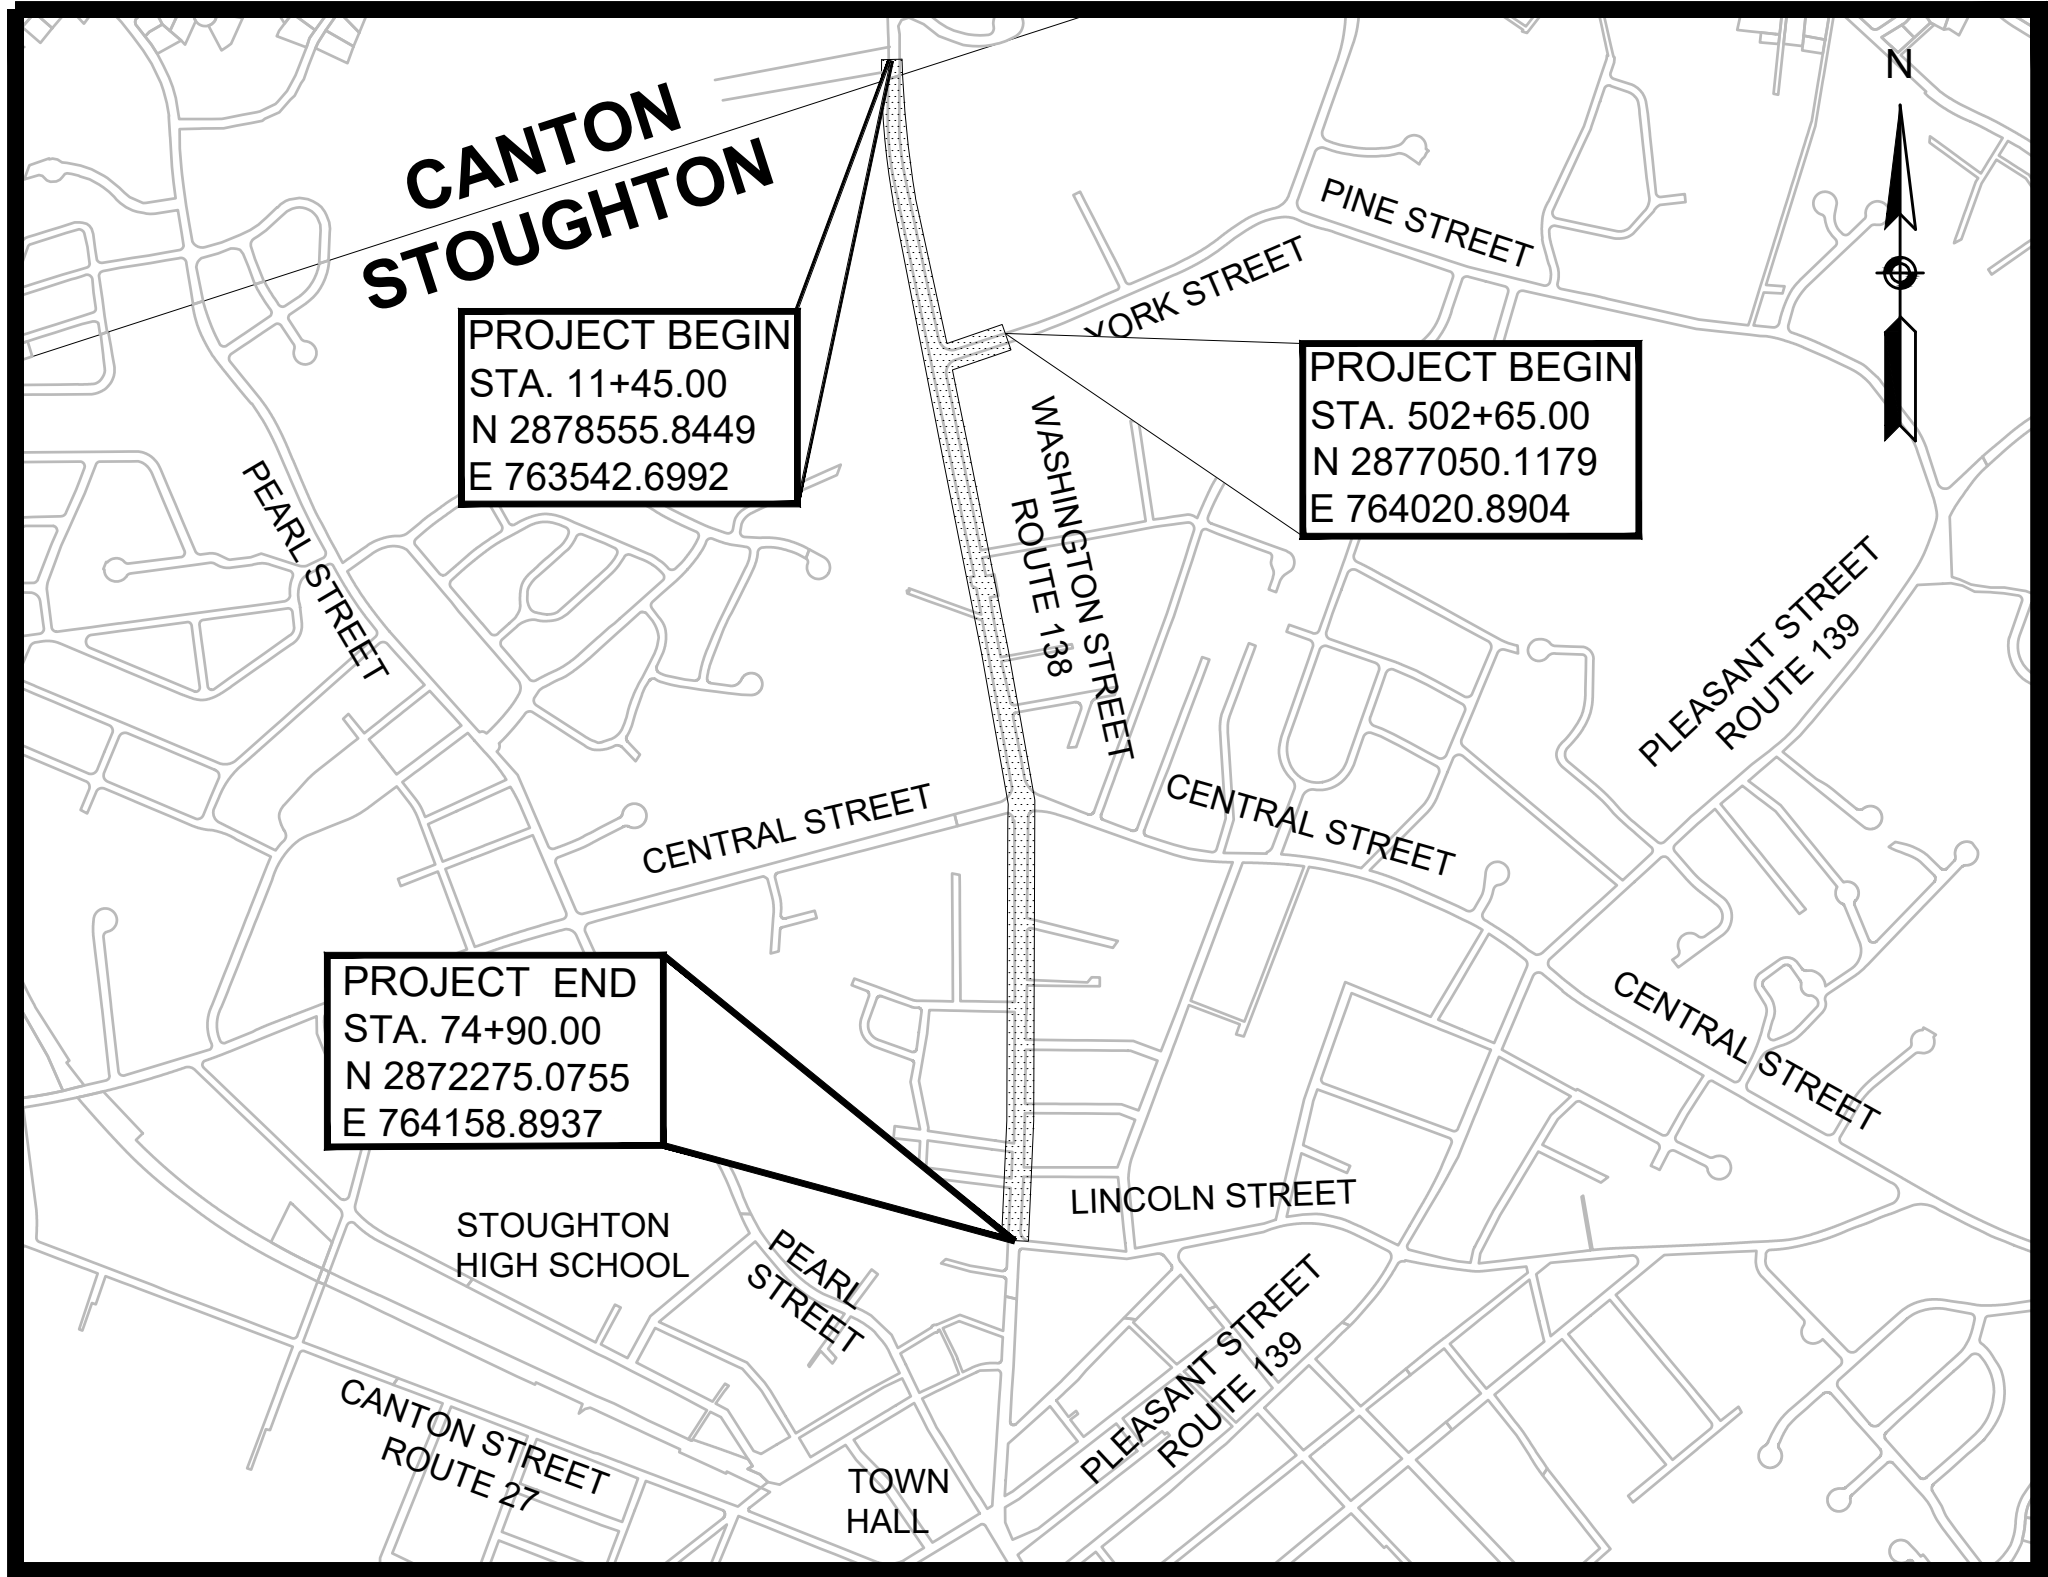 N
CANTON
STOUGHTON
PINE STREET
YORK STREET
PROJECT BEGIN
STA. 11+45.00
N 2878555.8449
E 763542.6992
PROJECT BEGIN
STA. 502+65.00
N 2877050.1179
E 764020.8904
WASHINGTON STREET
ROUTE 138
PEARL STREET
PLEASANT STREET
ROUTE 139
CENTRAL STREET
CENTRAL STREET
CENTRAL STREET
PROJECT END
STA. 74+90.00
N 2872275.0755
E 764158.8937
LINCOLN STREET
STOUGHTON
HIGH SCHOOL
PEARL
STREET
PLEASANT STREET
ROUTE 139
CANTON STREET
ROUTE 27
TOWN
HALL